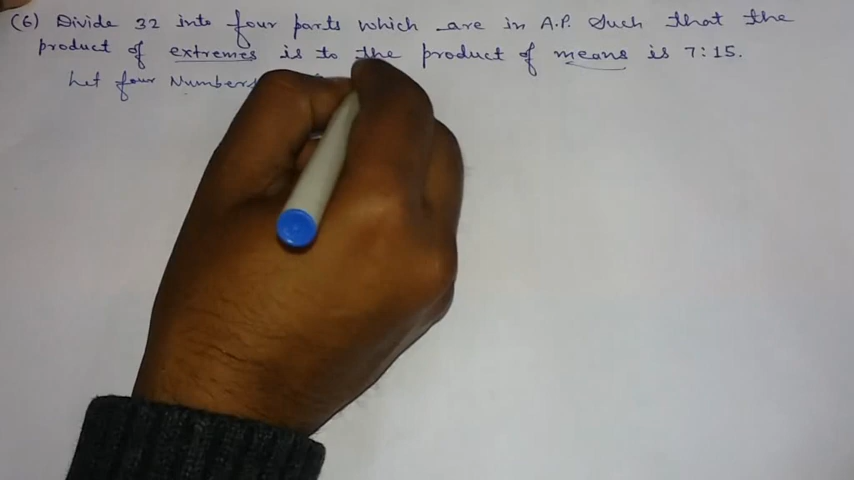 (6) Divide 32 into four parts which are in A.P. Such that the
product of extremes is to the product of means is 7:15.
Let four Numbers